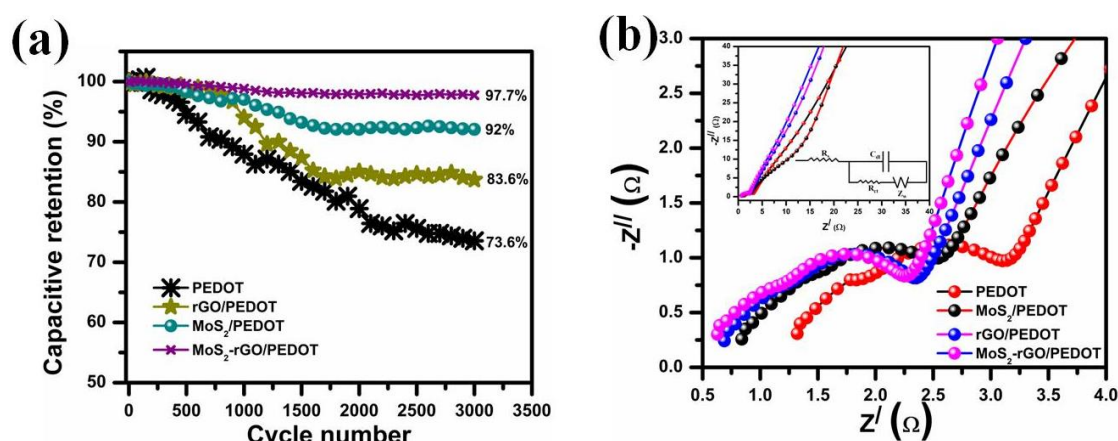 (a)
Capacitive retention (%)
100
90
80
70
60
50
97.7%
92%
83.6%
73.6%
PEDOT
rGO/PEDOT
MoS2/PEDOT
MoS2-rGO/PEDOT
0 500 1000 1500 2000 2500 3000 3500
Cycle number
(b)
-Z// (Ω)
3.0
2.5
2.0
1.5
1.0
0.5
0.0
-Z// (Ω)
40
35
30
25
20
15
10
5
0
Rs
Cdl
Rct
Zw
0 5 10 15 20 25 30 35 40
Z/ (Ω)
PEDOT
MoS2/PEDOT
rGO/PEDOT
MoS2-rGO/PEDOT
0.5 1.0 1.5 2.0 2.5 3.0 3.5 4.0
Z/ (Ω)